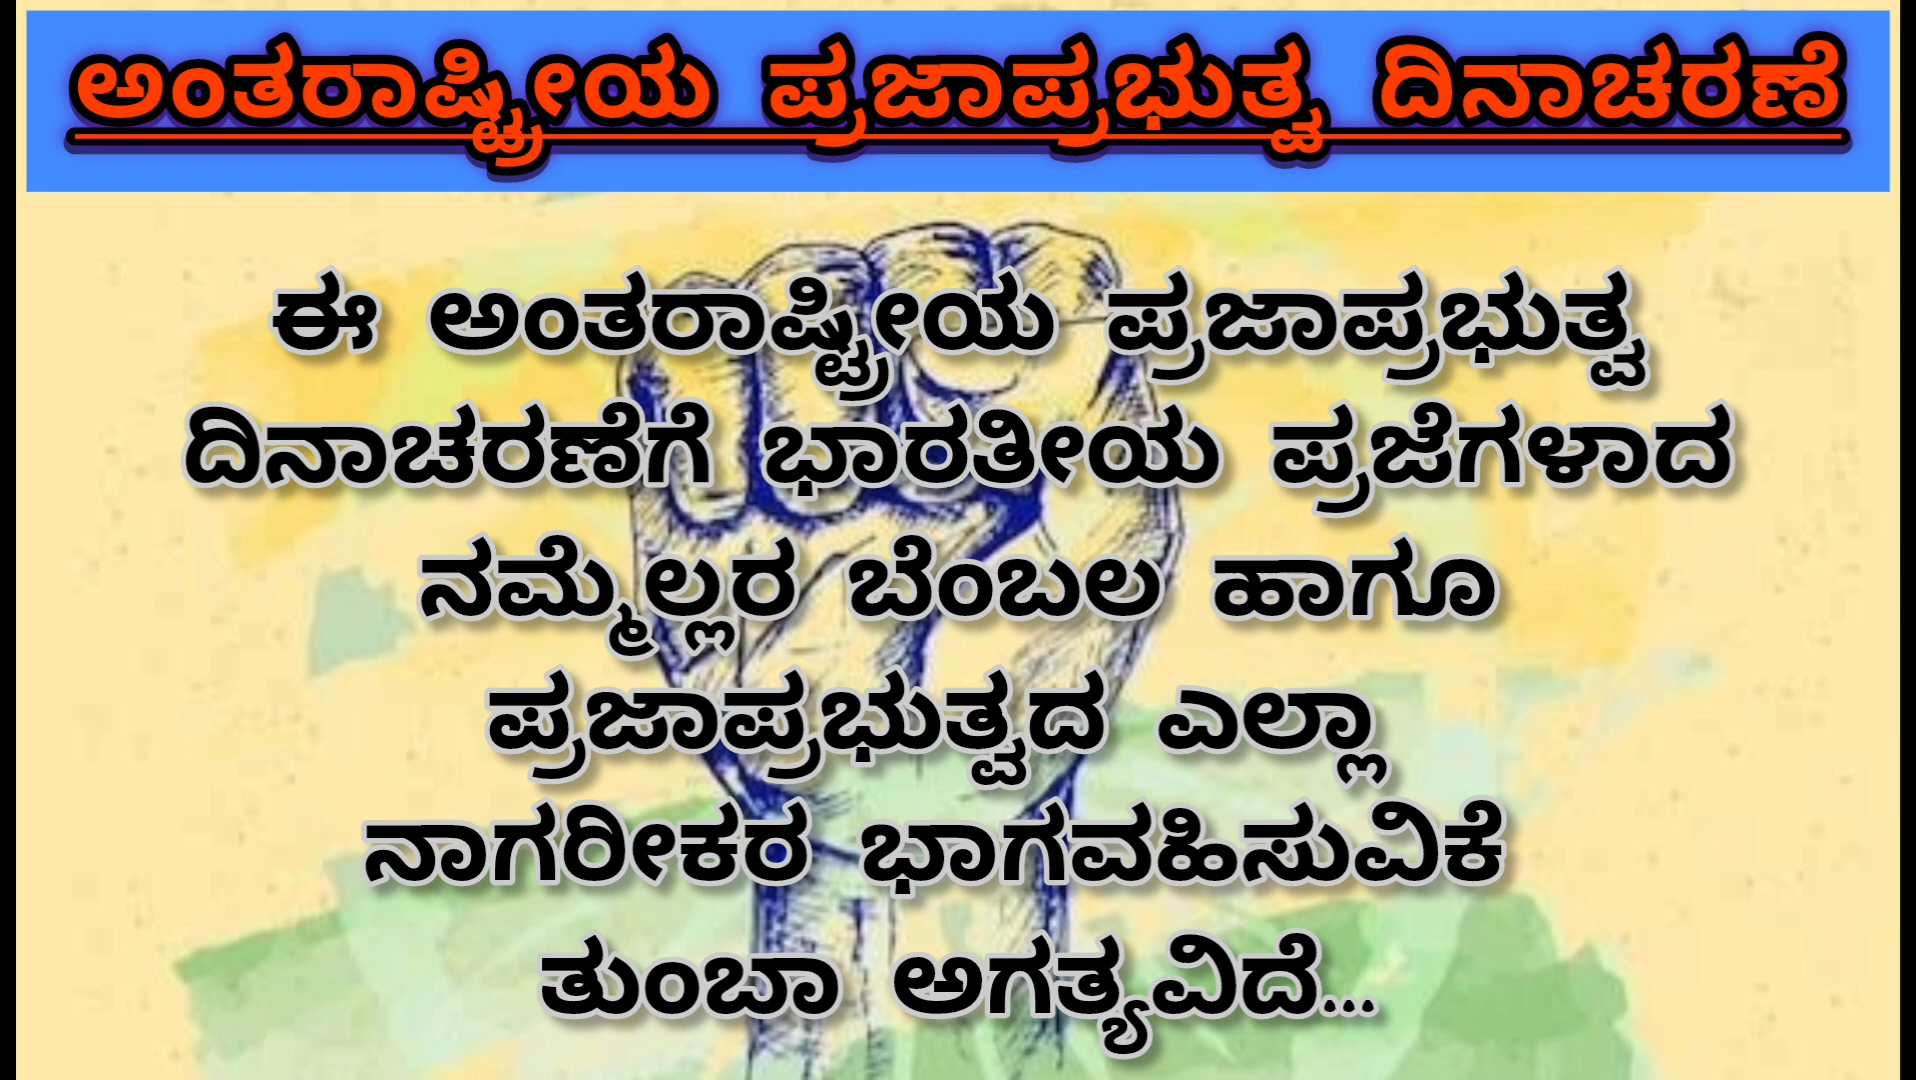 ಅಂತರಾಷ್ಟ್ರೀಯ ಪ್ರಜಾಪ್ರಭುತ್ವ ದಿನಾಚರಣೆ
ಈ ಅಂತರಾಷ್ಟ್ರೀಯ ಪ್ರಜಾಪ್ರಭುತ್ವ
ದಿನಾಚರಣೆಗೆ ಭಾರತೀಯ ಪ್ರಜೆಗಳಾದ
ನಮ್ಮೆಲ್ಲರ ಬೆಂಬಲ ಹಾಗೂ
ಪ್ರಜಾಪ್ರಭುತ್ವದ ಎಲ್ಲಾ
ನಾಗರೀಕರ ಭಾಗವಹಿಸುವಿಕೆ
ತುಂಬಾ ಅಗತ್ಯವಿದೆ...